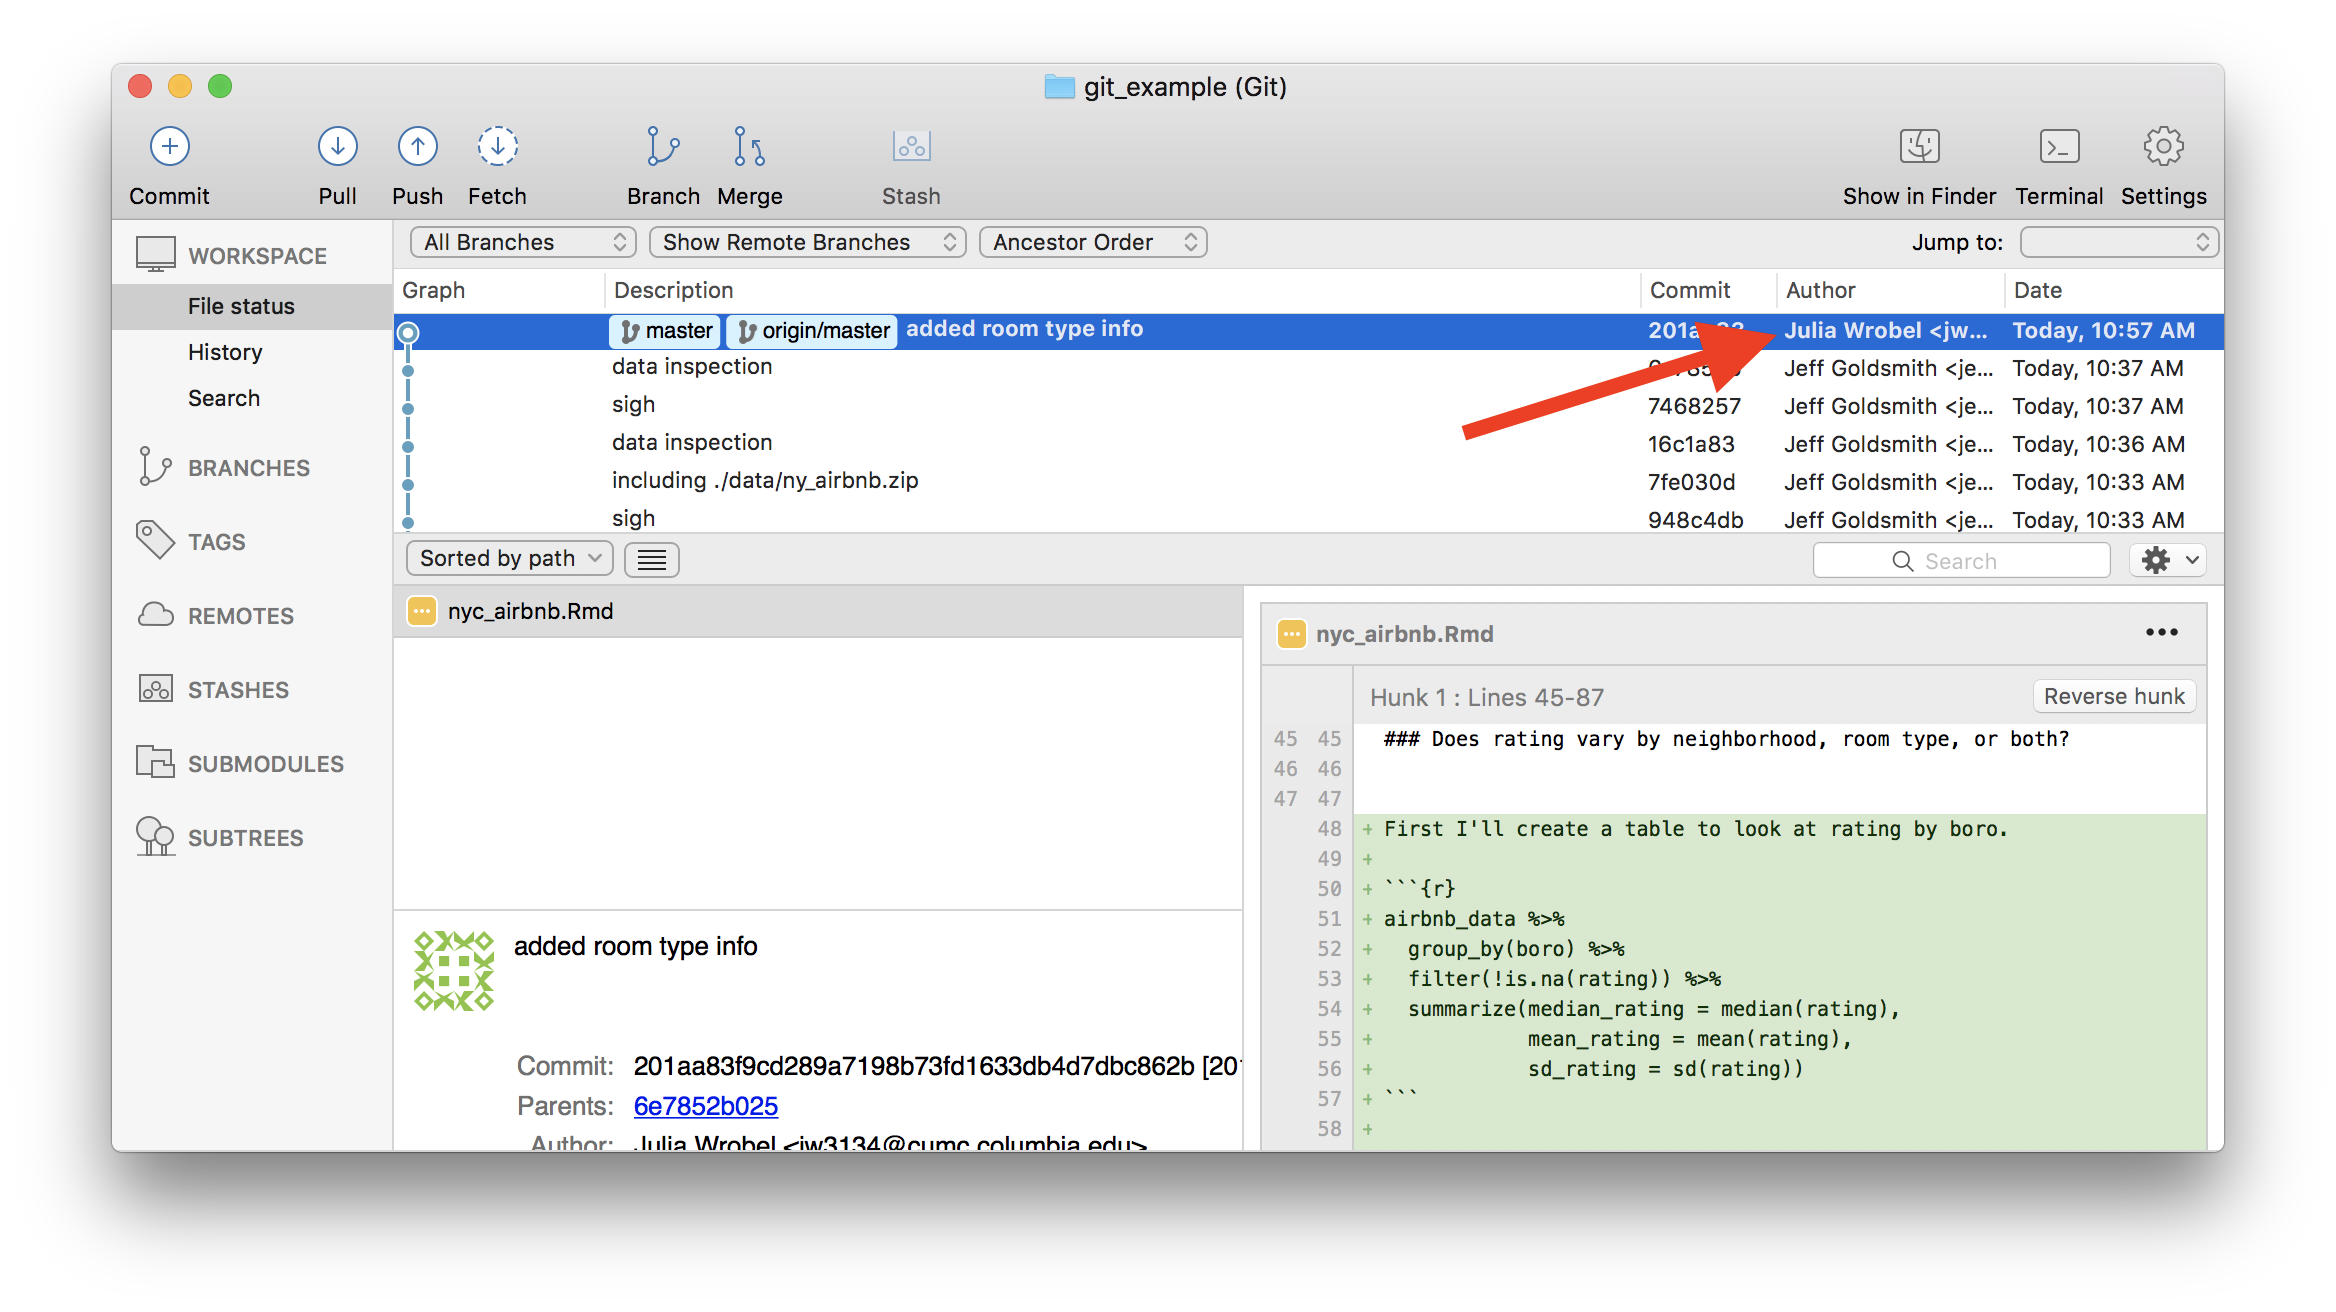 git_example (Git)
Commit Pull Push Fetch Branch Merge Stash Show in Finder Terminal Settings
WORKSPACE
File status
History
Search
BRANCHES
TAGS
REMOTES
STASHES
SUBMODULES
SUBTREES
All Branches Show Remote Branches Ancestor Order Jump to:
Graph Description Commit Author Date
master origin/master added room type info Julia Wrobel <jw... Today, 10:57 AM
data inspection Jeff Goldsmith <je... Today, 10:37 AM
sigh 7468257 Jeff Goldsmith <je... Today, 10:37 AM
data inspection 16c1a83 Jeff Goldsmith <je... Today, 10:36 AM
including ./data/ny_airbnb.zip 7fe030d Jeff Goldsmith <je... Today, 10:33 AM
sigh 948c4db Jeff Goldsmith <je... Today, 10:33 AM
Sorted by path Search
nyc_airbnb.Rmd
added room type info
Commit: 201aa83f9cd289a7198b73fd1633db4d7dbc862b [201
Parents: 6e7852b025
Author: Julia Wrobel <jw3134@cumc.columbia.edu>
nyc_airbnb.Rmd
Hunk 1 : Lines 45-87 Reverse hunk
45 45 ### Does rating vary by neighborhood, room type, or both?
46 46
47 47
48 + First I'll create a table to look at rating by boro.
49 +
50 + ```{r}
51 + airbnb_data %>%
52 + group_by(boro) %>%
53 + filter(!is.na(rating)) %>%
54 + summarize(median_rating = median(rating),
55 + mean_rating = mean(rating),
56 + sd_rating = sd(rating))
57 + ```
58 +